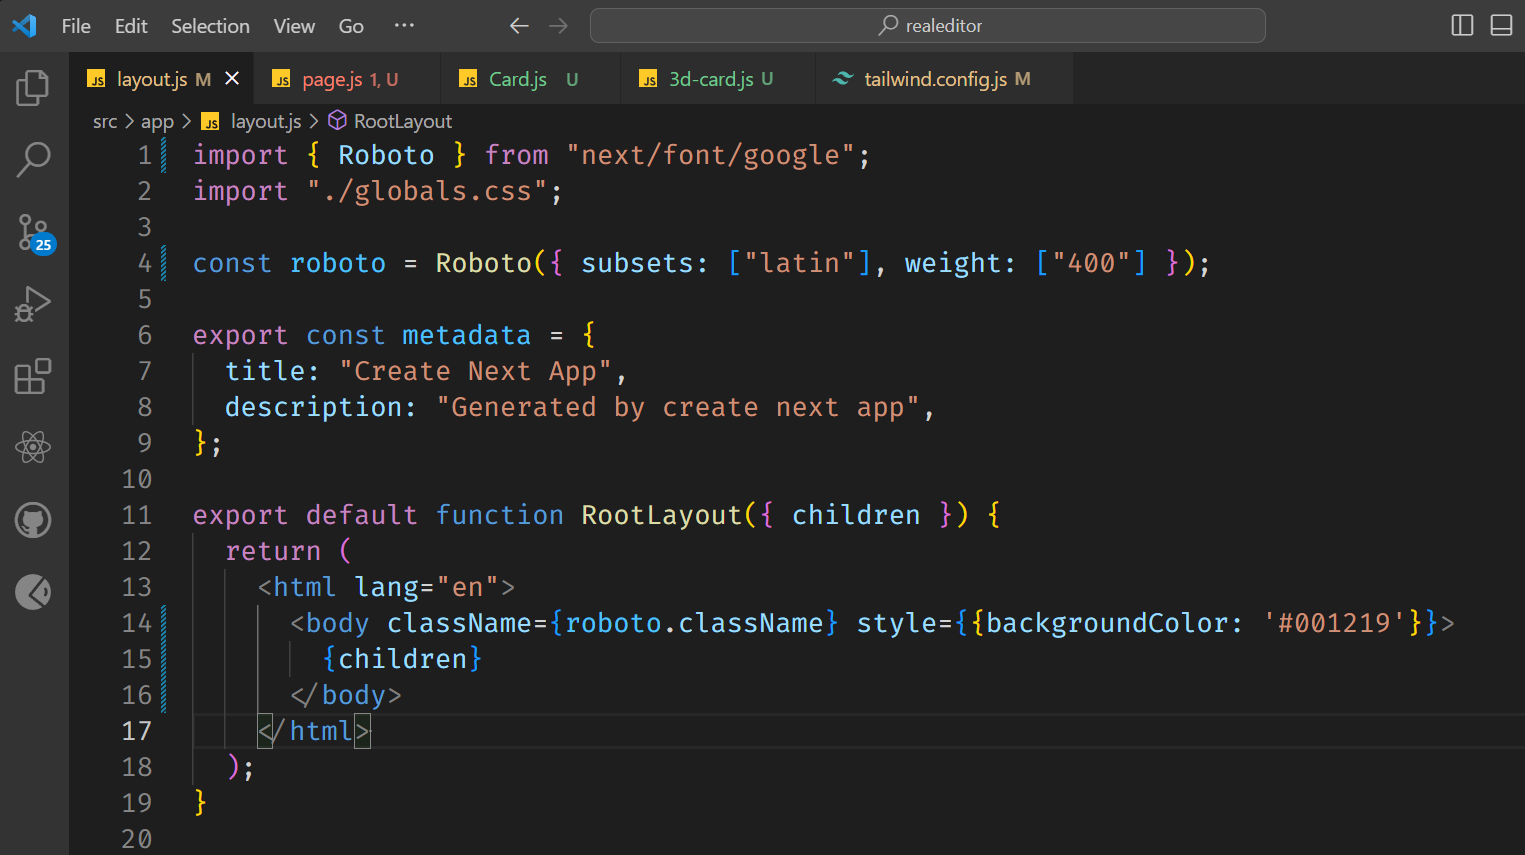 File Edit Selection View Go ··· realeditor
layout.js M page.js 1, U Card.js U 3d-card.js U tailwind.config.js M
src > app > JS layout.js > RootLayout
1 import { Roboto } from "next/font/google";
2 import "./globals.css";
3
4 const roboto = Roboto({ subsets: ["latin"], weight: ["400"] });
5
6 export const metadata = {
7 title: "Create Next App",
8 description: "Generated by create next app",
9 };
10
11 export default function RootLayout({ children }) {
12 return (
13 <html lang="en">
14 <body className={roboto.className} style={{backgroundColor: '#001219'}}>
15 {children}
16 </body>
17 </html>
18 );
19 }
20
25